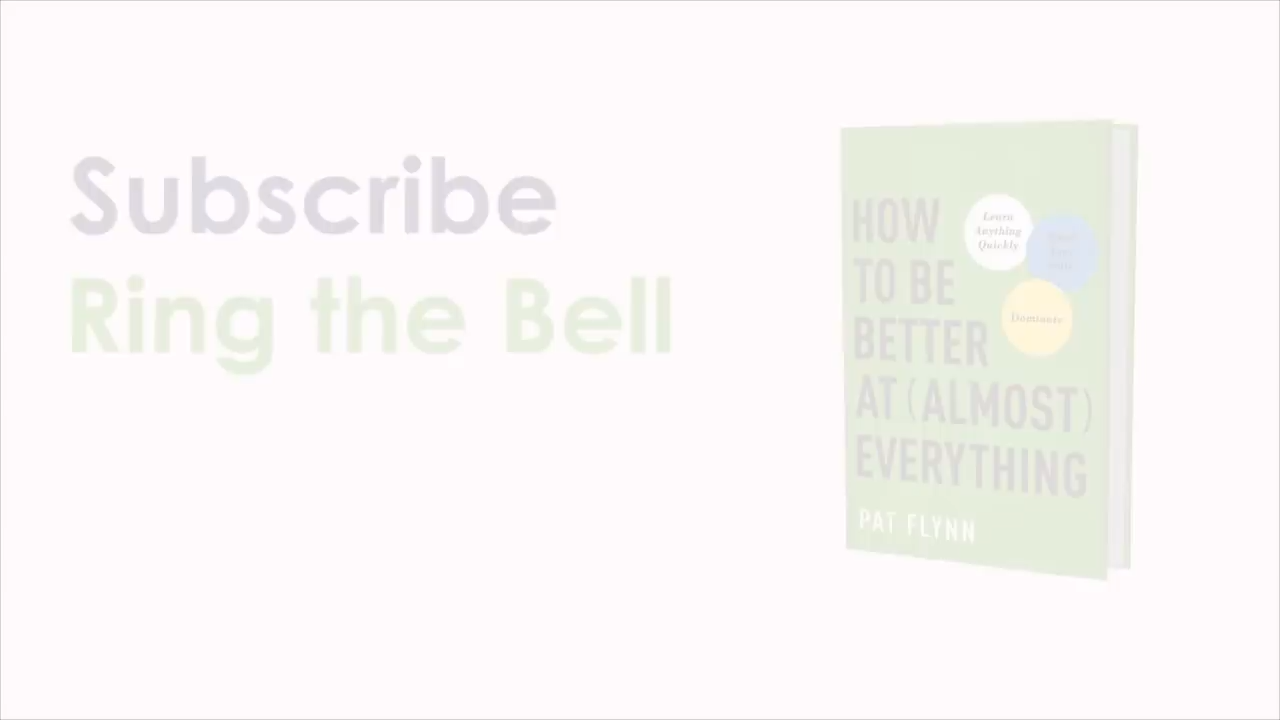 Subscribe
Ring the Bell
HOW
TO BE
BETTER
AT (ALMOST)
EVERYTHING
Learn
Anything
Quickly
Dominate
PAT FLYNN